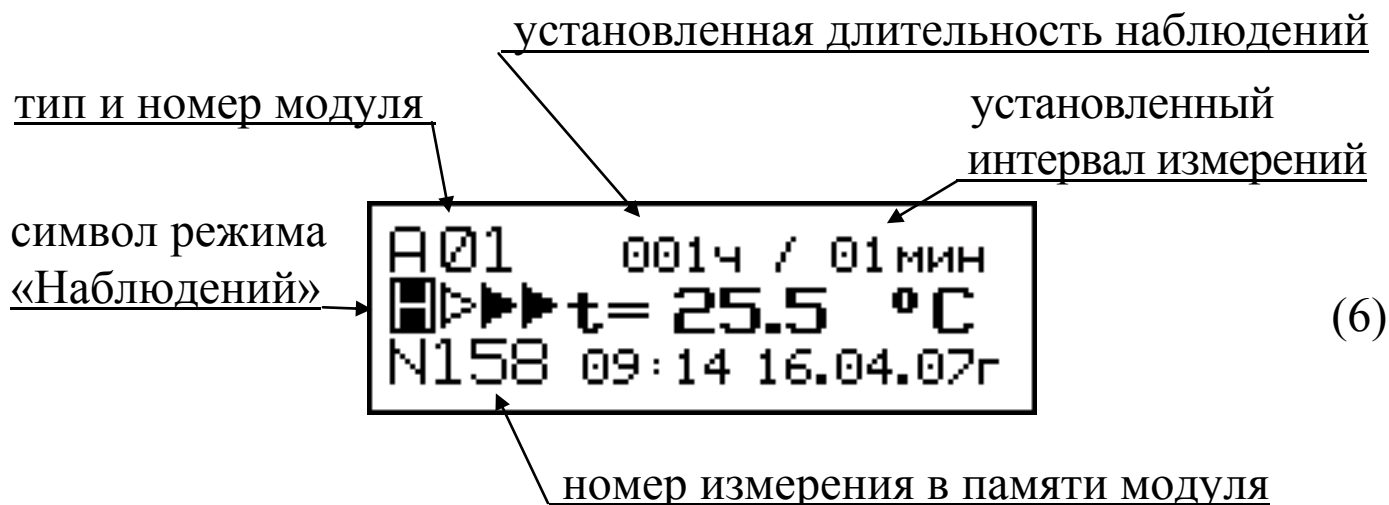 установленная длительность наблюдений
тип и номер модуля
установленный
интервал измерений
символ режима
«Наблюдений»
A01 001ч / 01мин
H▷▶▶t= 25.5 °C
N158 09:14 16.04.07г
(6)
номер измерения в памяти модуля